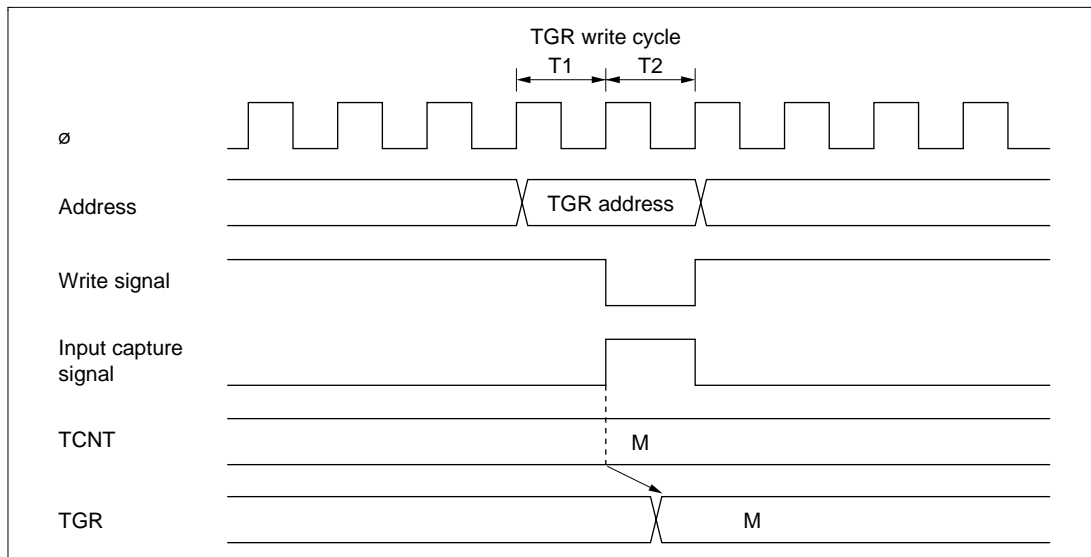 TGR write cycle
T1 T2
ø
Address
TGR address
Write signal
Input capture
signal
TCNT
M
TGR
M